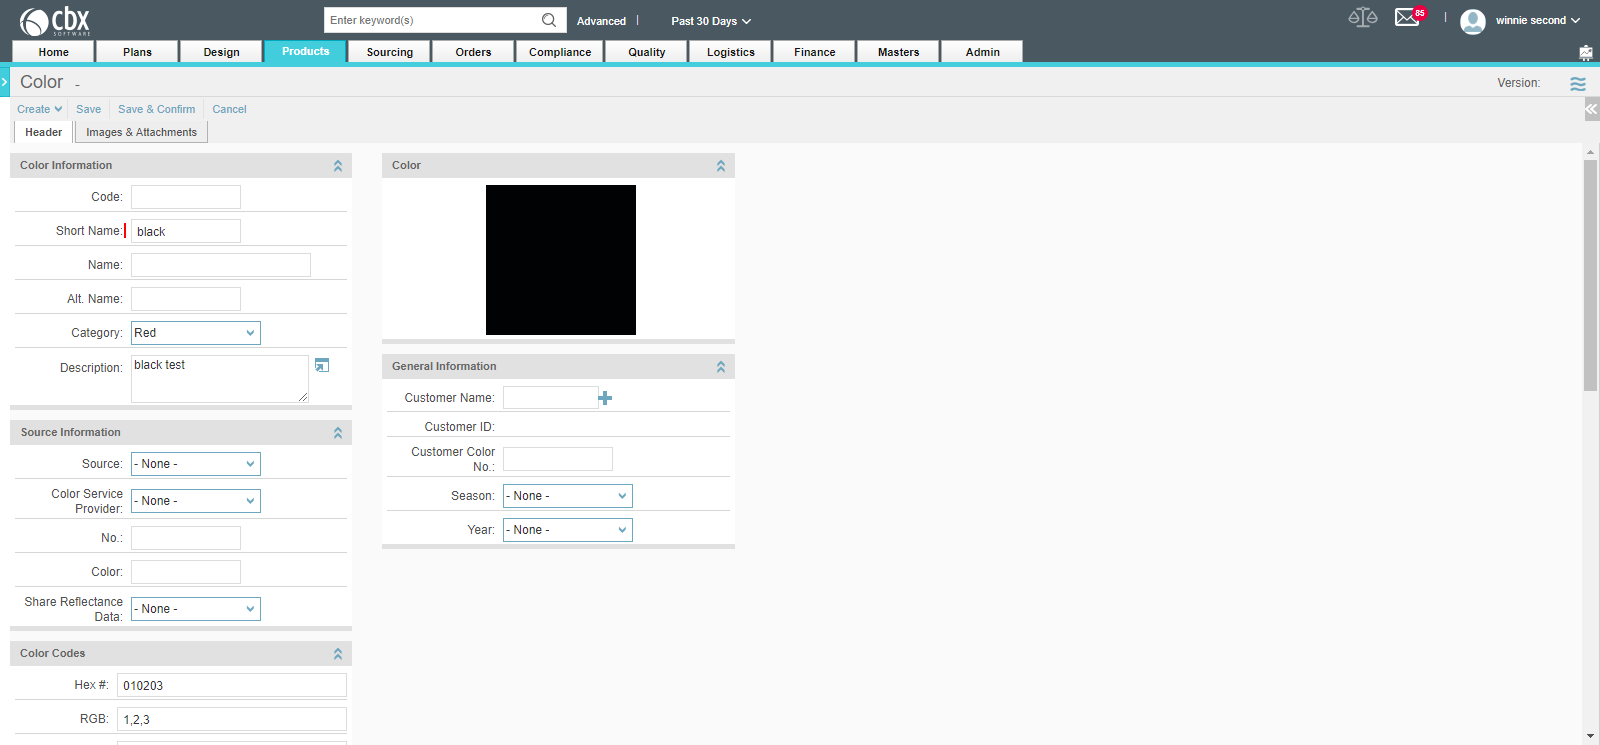 cbx
SOFTWARE
Enter keyword(s)
Advanced
Past 30 Days
85
winnie second
Home
Plans
Design
Products
Sourcing
Orders
Compliance
Quality
Logistics
Finance
Masters
Admin
Color -
Version:
Create
Save
Save & Confirm
Cancel
Header
Images & Attachments
Color Information
Code:
Short Name: black
Name:
Alt. Name:
Category: Red
Description: black test
Source Information
Source: - None -
Color Service
Provider: - None -
No.:
Color:
Share Reflectance
Data: - None -
Color Codes
Hex #: 010203
RGB: 1,2,3
Color
General Information
Customer Name:
Customer ID:
Customer Color
No.:
Season: - None -
Year: - None -